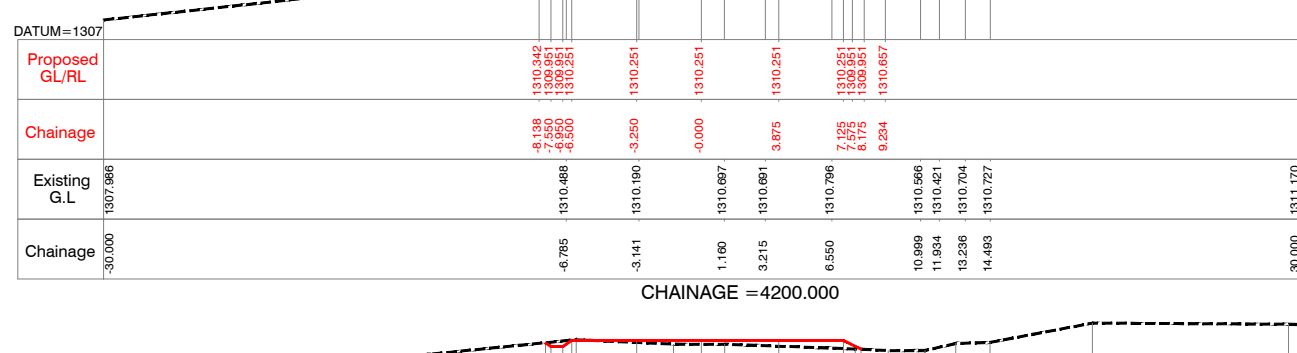 DATUM=1307
Proposed GL/RL 1310.342 1309.951 1309.951 1310.251 1310.251 1310.251 1310.251 1310.251 1309.951 1309.951 1310.657
Chainage -8.138 -7.550 -6.950 -6.500 -3.250 -0.000 3.875 7.125 7.575 8.175 9.234
Existing G.L 1307.986 1310.488 1310.190 1310.697 1310.691 1310.796 1310.566 1310.421 1310.704 1310.727 1311.170
Chainage -30.000 -6.785 -3.141 1.160 3.215 6.550 10.999 11.934 13.236 14.493 30.000
CHAINAGE =4200.000